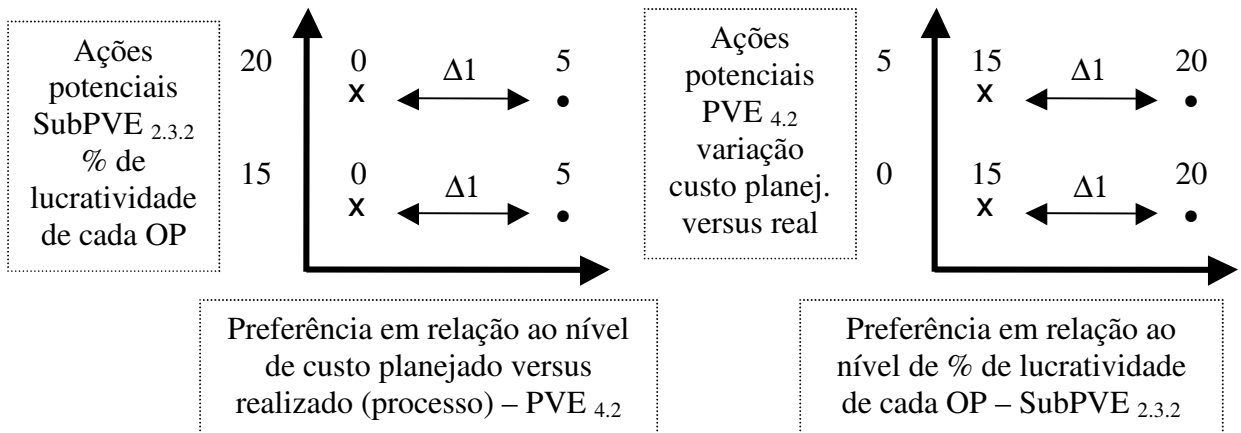 Ações
potenciais
SubPVE 2.3.2
% de
lucratividade
de cada OP
20 0 Δ1 5
x •
15 0 Δ1 5
x •
Preferência em relação ao nível
de custo planejado versus
realizado (processo) – PVE 4.2
Ações
potenciais
PVE 4.2
variação
custo planej.
versus real
5 15 Δ1 20
x •
0 15 Δ1 20
x •
Preferência em relação ao
nível de % de lucratividade
de cada OP – SubPVE 2.3.2